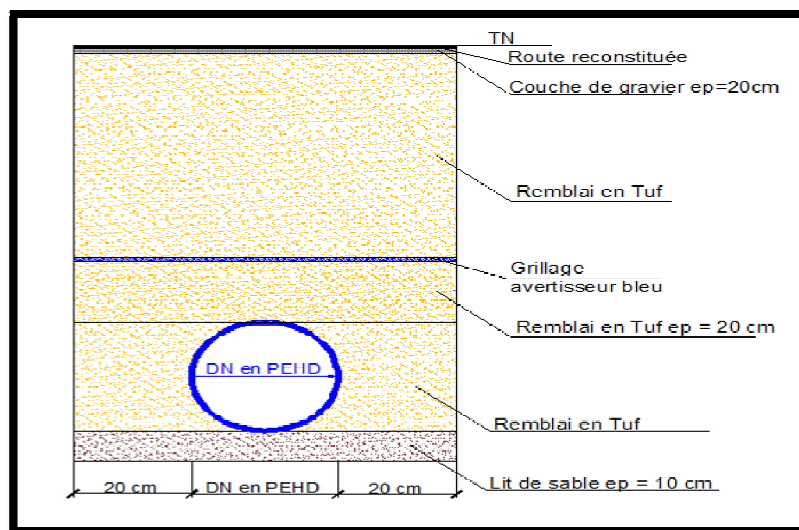 TN
Route reconstituée
Couche de gravier ep=20cm
Remblai en Tuf
Grillage
avertisseur bleu
Remblai en Tuf ep = 20 cm
DN en PEHD
Remblai en Tuf
Lit de sable ep = 10 cm
20 cm
DN en PEHD
20 cm